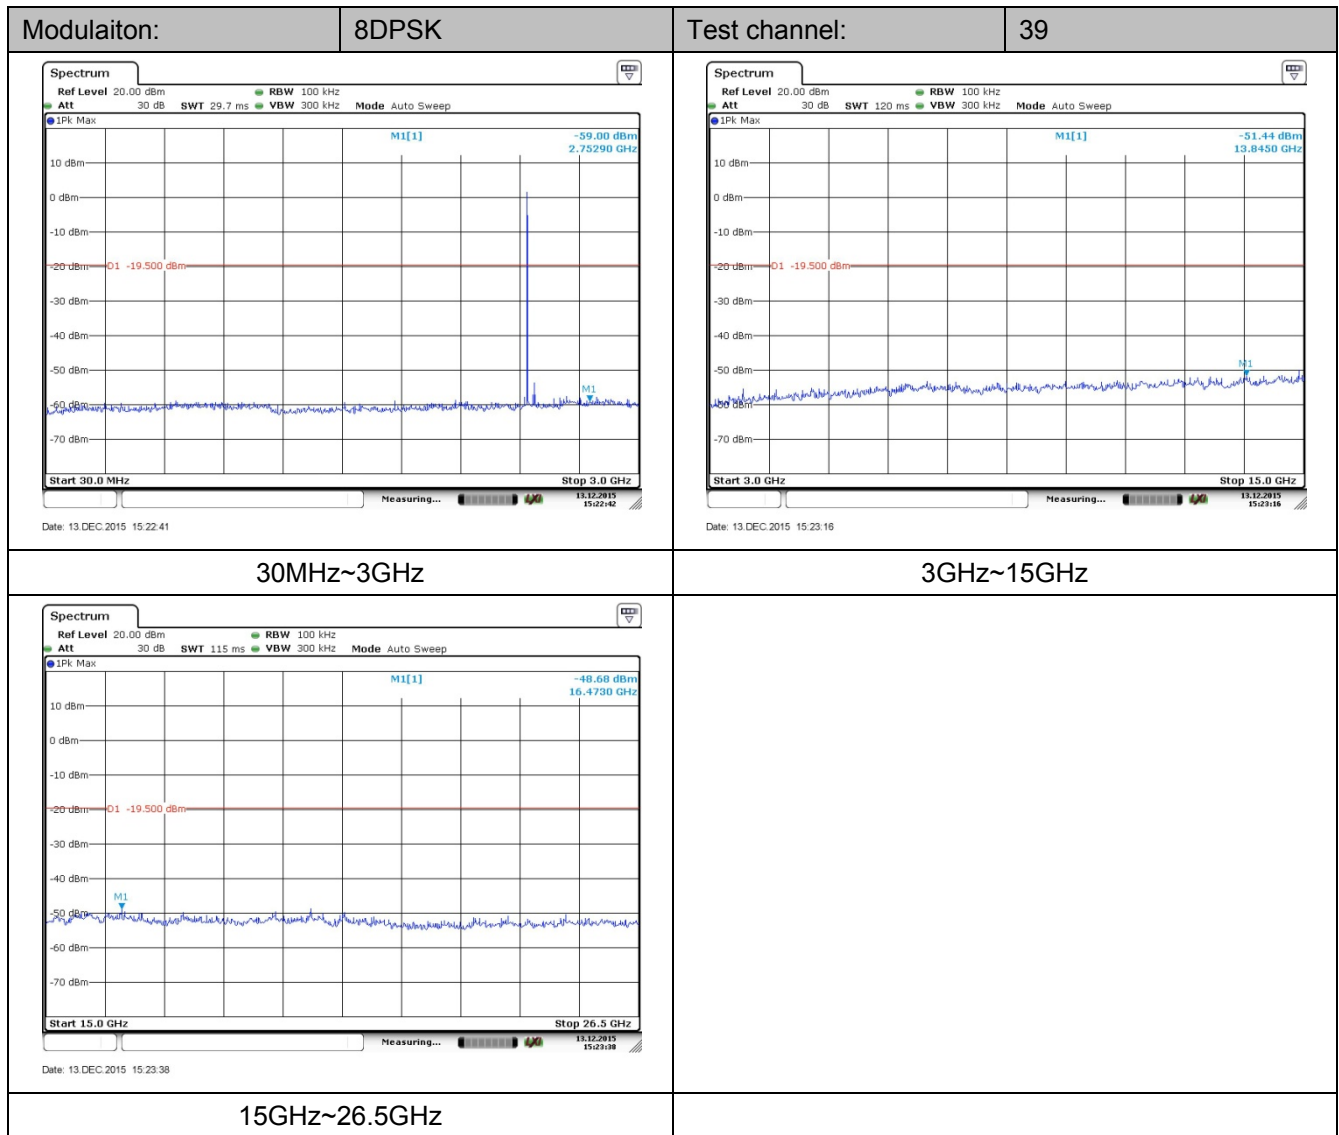 Modulaiton: 8DPSK Test channel: 39
Spectrum
Ref Level 20.00 dBm RBW 100 kHz
Att 30 dB SWT 29.7 ms VBW 300 kHz Mode Auto Sweep
1Pk Max
M1[1] -59.00 dBm
2.75290 GHz
10 dBm
0 dBm
-10 dBm
-20 dBm D1 -19.500 dBm
-30 dBm
-40 dBm
-50 dBm
M1
-60 dBm
-70 dBm
Start 30.0 MHz Stop 3.0 GHz
Measuring... 13.12.2015
15:22:42
Date: 13.DEC.2015 15:22:41
Spectrum
Ref Level 20.00 dBm RBW 100 kHz
Att 30 dB SWT 120 ms VBW 300 kHz Mode Auto Sweep
1Pk Max
M1[1] -51.44 dBm
13.8450 GHz
10 dBm
0 dBm
-10 dBm
-20 dBm D1 -19.500 dBm
-30 dBm
-40 dBm
M1
-50 dBm
-60 dBm
-70 dBm
Start 3.0 GHz Stop 15.0 GHz
Measuring... 13.12.2015
15:23:16
Date: 13.DEC.2015 15:23:16
30MHz~3GHz 3GHz~15GHz
Spectrum
Ref Level 20.00 dBm RBW 100 kHz
Att 30 dB SWT 115 ms VBW 300 kHz Mode Auto Sweep
1Pk Max
M1[1] -48.68 dBm
16.4730 GHz
10 dBm
0 dBm
-10 dBm
-20 dBm D1 -19.500 dBm
-30 dBm
-40 dBm
M1
-50 dBm
-60 dBm
-70 dBm
Start 15.0 GHz Stop 26.5 GHz
Measuring... 13.12.2015
15:23:38
Date: 13.DEC.2015 15:23:38
15GHz~26.5GHz